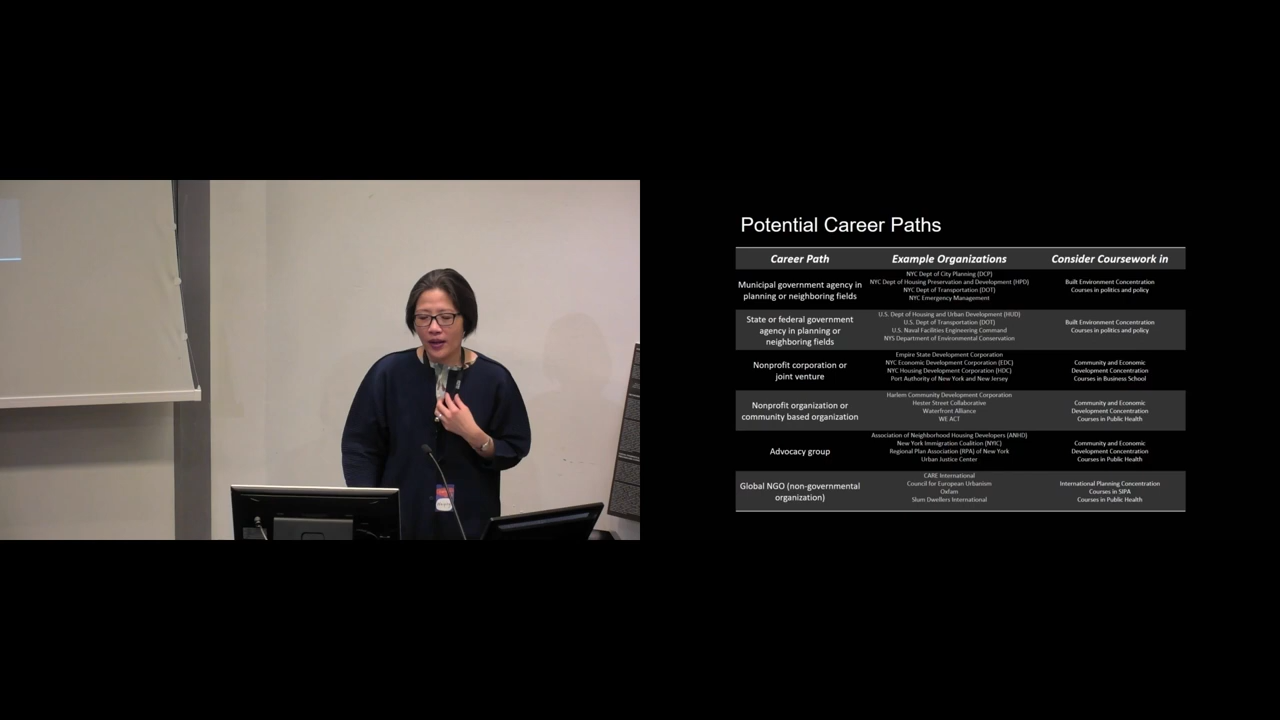 Potential Career Paths
Career Path
Example Organizations
Consider Coursework in
Municipal government agency in
planning or neighboring fields
NYC Dept of City Planning (DCP)
NYC Dept of Housing Preservation and Development (HPD)
NYC Dept of Transportation (DOT)
NYC Emergency Management
Built Environment Concentration
Courses in politics and policy
State or federal government
agency in planning or
neighboring fields
U.S. Dept of Housing and Urban Development (HUD)
U.S. Dept of Transportation (DOT)
U.S. Naval Facilities Engineering Command
NYS Department of Environmental Conservation
Built Environment Concentration
Courses in politics and policy
Nonprofit corporation or
joint venture
Empire State Development Corporation
NYC Economic Development Corporation (EDC)
NYC Housing Development Corporation (HDC)
Port Authority of New York and New Jersey
Community and Economic
Development Concentration
Courses in Business School
Nonprofit organization or
community based organization
Harlem Community Development Corporation
Hester Street Collaborative
Waterfront Alliance
WE ACT
Community and Economic
Development Concentration
Courses in Public Health
Advocacy group
Association of Neighborhood Housing Developers (ANHD)
New York Immigration Coalition (NYIC)
Regional Plan Association (RPA) of New York
Urban Justice Center
Community and Economic
Development Concentration
Courses in Public Health
Global NGO (non-governmental
organization)
CARE International
Council for European Urbanism
Oxfam
Slum Dwellers International
International Planning Concentration
Courses in SIPA
Courses in Public Health